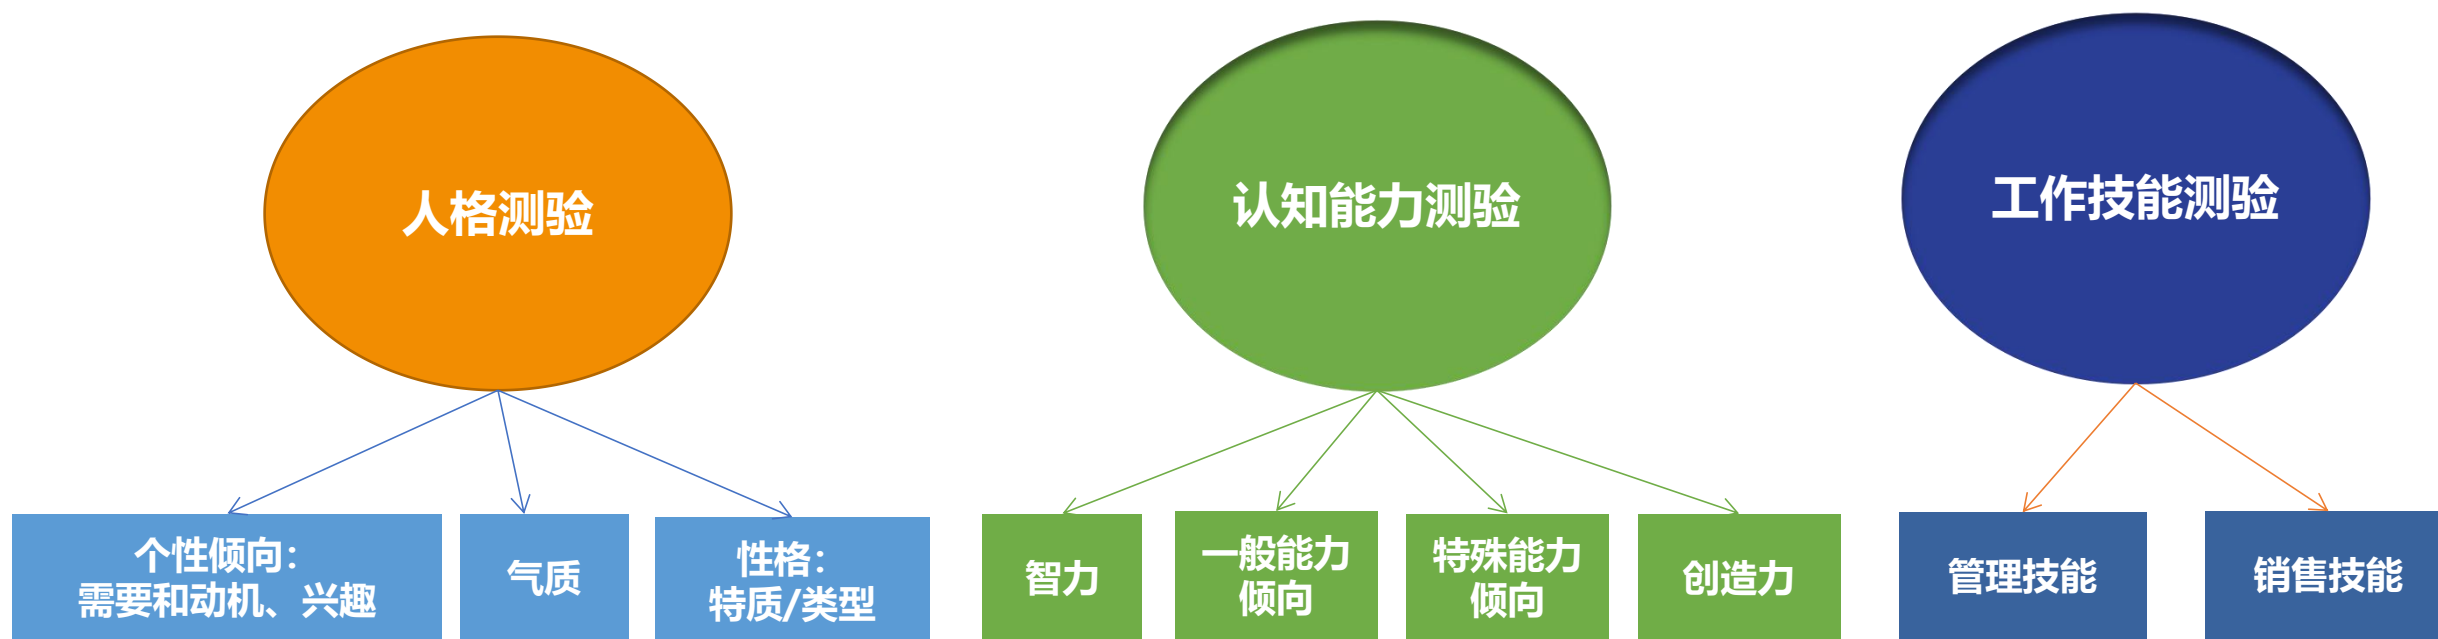 人格测验
认知能力测验
工作技能测验
个性倾向：
需要和动机、兴趣
气质
性格：
特质/类型
智力
一般能力
倾向
特殊能力
倾向
创造力
管理技能
销售技能